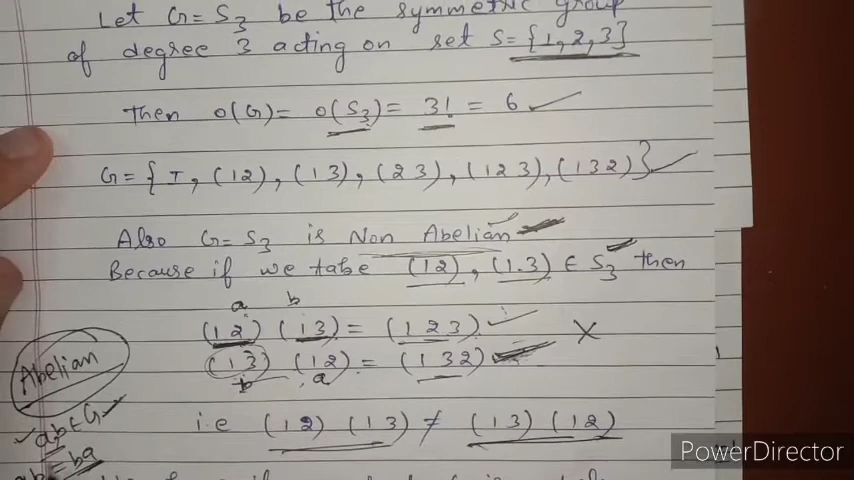 Let G= S3 be the symmetric group
of degree 3 acting on set S= {1,2,3}
Then o(G)= o(S3)= 3! = 6
G= { I, (12), (13), (23), (123), (132) }
Also G= S3 is Non Abelian
Because if we take (12), (1.3) ∈ S3 then
a b
(12) (13) = (123)
(13) (12) = (132)
b a
Abelian
ab ∈ G
ab = ba
i.e (12) (13) ≠ (13) (12)
PowerDirector